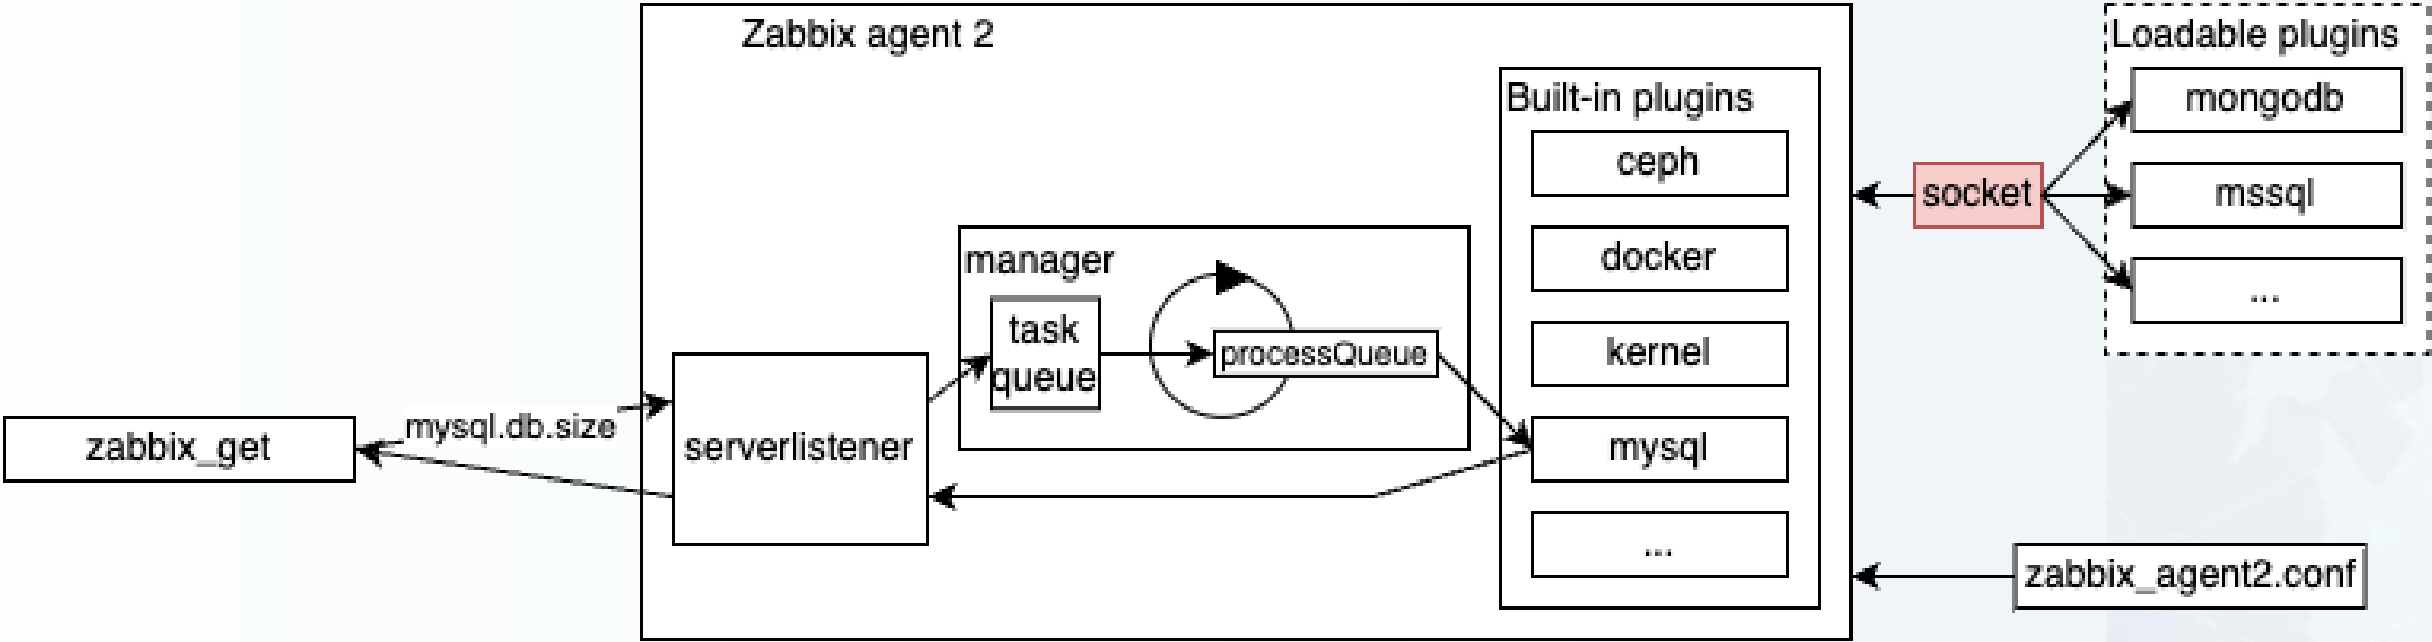 Zabbix agent 2
Loadable plugins
mongodb
mssql
...
socket
Built-in plugins
ceph
docker
kernel
mysql
...
manager
task
queue
processQueue
serverlistener
mysql.db.size
zabbix_get
zabbix_agent2.conf